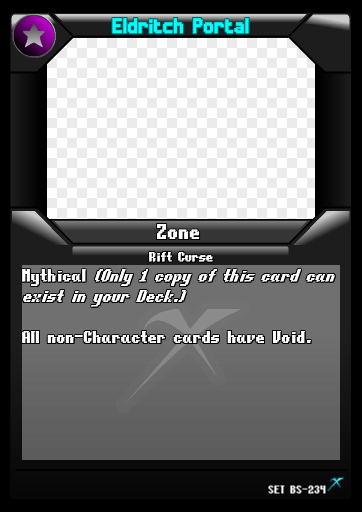 Eldritch Portal
Zone
Rift Curse
Mythical (Only 1 copy of this card can
exist in your Deck.)
All non-Character cards have Void.
SET BS-234